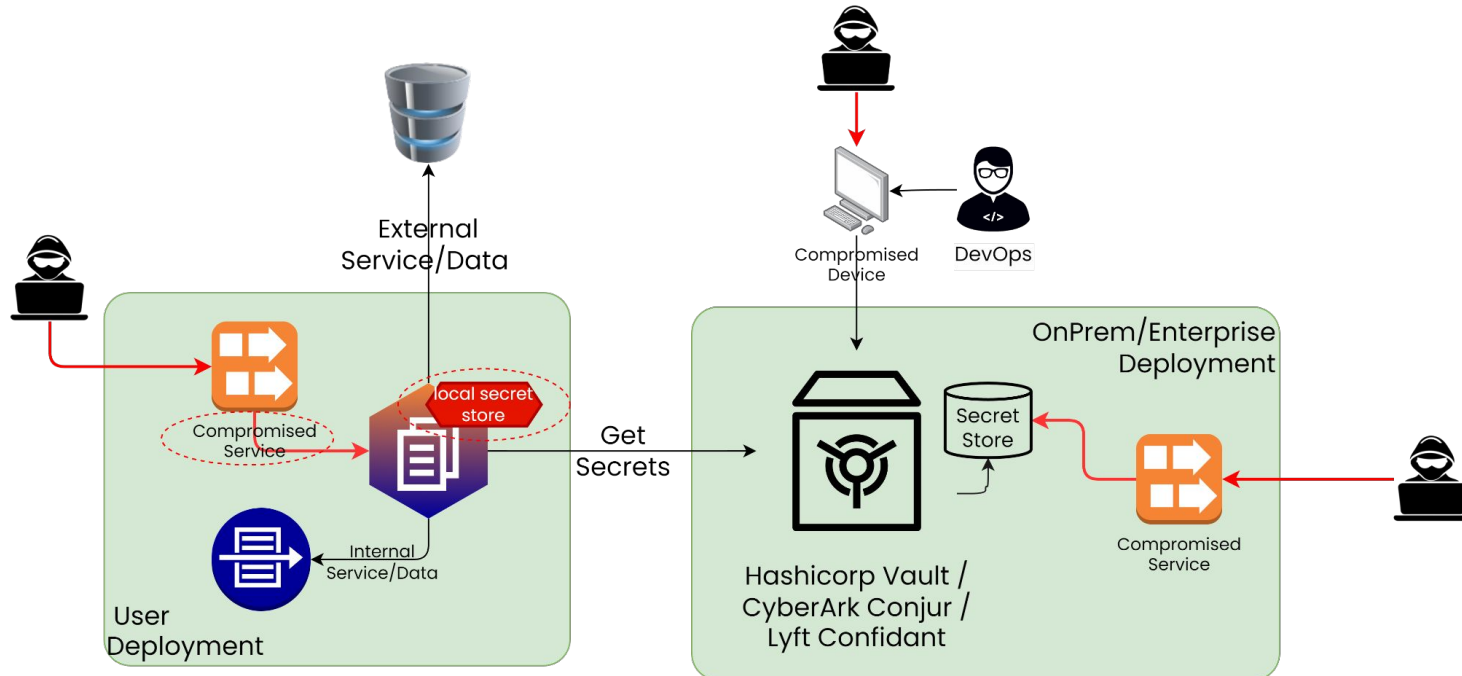 External
Service/Data
Compromised
Device
DevOps
</>
OnPrem/Enterprise
Deployment
local secret
store
Compromised
Service
Get
Secrets
Secret
Store
Internal
Service/Data
Compromised
Service
Hashicorp Vault /
CyberArk Conjur /
Lyft Confidant
User
Deployment